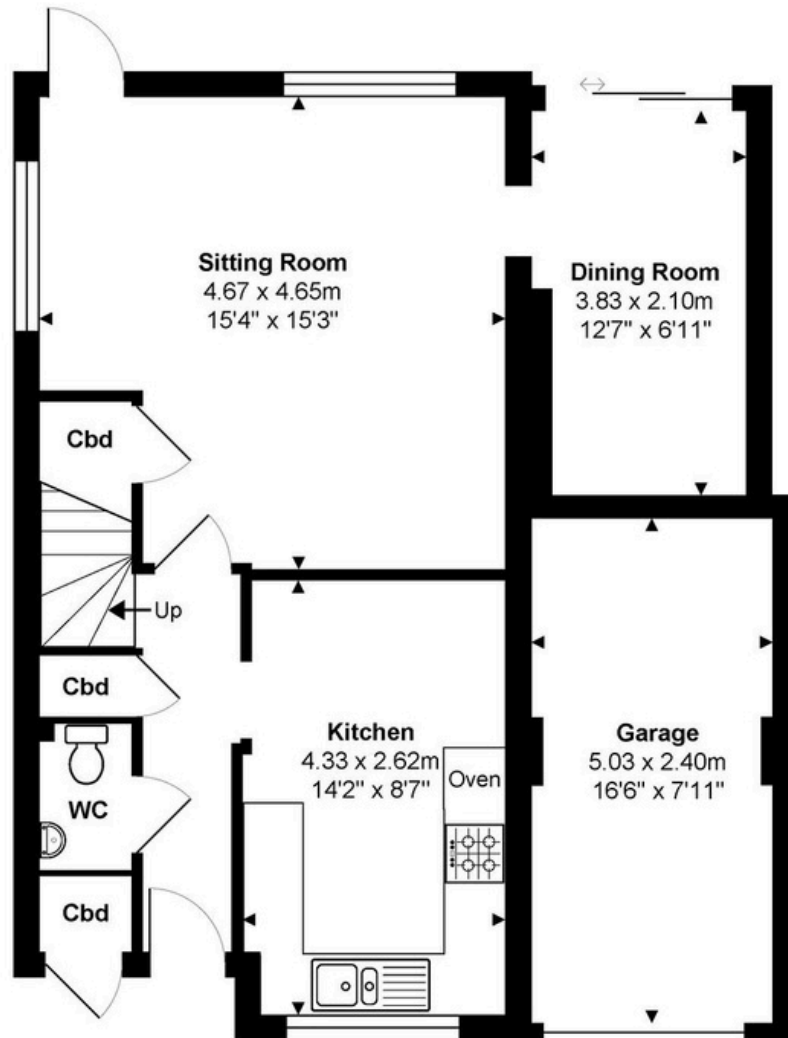 Sitting Room
4.67 x 4.65m
15'4" x 15'3"
Dining Room
3.83 x 2.10m
12'7" x 6'11"
Cbd
Up
Cbd
Kitchen
4.33 x 2.62m
14'2" x 8'7"
Oven
Garage
5.03 x 2.40m
16'6" x 7'11"
WC
Cbd